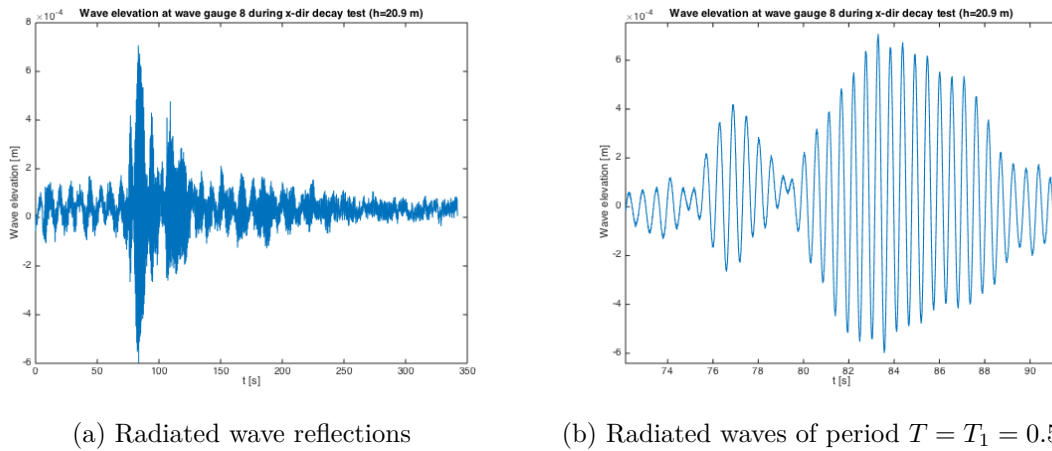 Wave elevation at wave gauge 8 during x-dir decay test (h=20.9 m)
×10⁻⁴
8
6
4
2
0
-2
-4
-6
Wave elevation [m]
0 50 100 150 200 250 300 350
t [s]
(a) Radiated wave reflections
Wave elevation at wave gauge 8 during x-dir decay test (h=20.9 m)
×10⁻⁴
6
4
2
0
-2
-4
-6
Wave elevation [m]
74 76 78 80 82 84 86 88 90
t [s]
(b) Radiated waves of period T = T₁ = 0.5